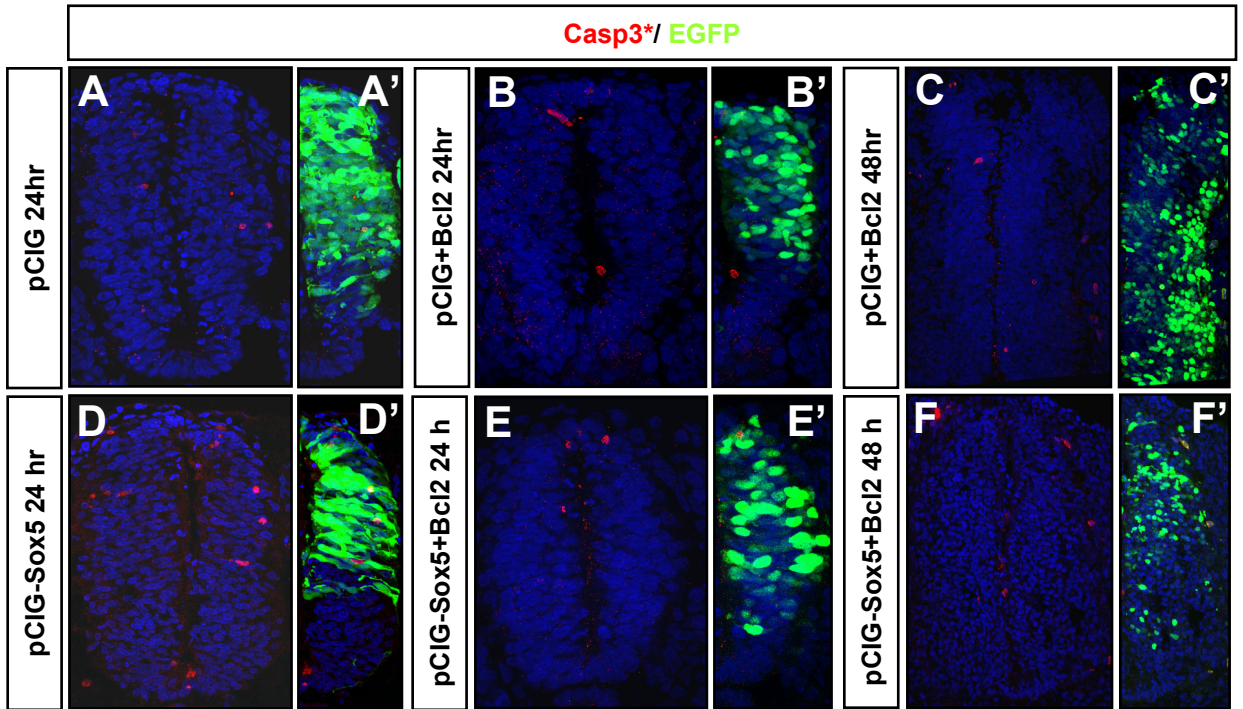 Casp3*/ EGFP
pCIG 24hr
A
A’
pCIG+Bcl2 24hr
B
B’
pCIG+Bcl2 48hr
C
C’
pCIG-Sox5 24 hr
D
D’
pCIG-Sox5+Bcl2 24 h
E
E’
pCIG-Sox5+Bcl2 48 h
F
F’